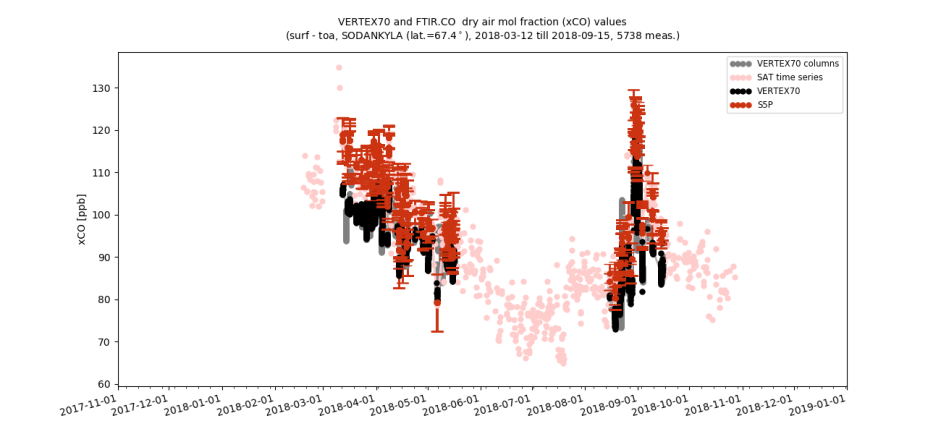 VERTEX70 and FTIR.CO dry air mol fraction (xCO) values
(surf - toa, SODANKYLA (lat.=67.4°), 2018-03-12 till 2018-09-15, 5738 meas.)
VERTEX70 columns
SAT time series
VERTEX70
S5P
xCO [ppb]
130
120
110
100
90
80
70
60
2017-11-01 2017-12-01 2018-01-01 2018-02-01 2018-03-01 2018-04-01 2018-05-01 2018-06-01 2018-07-01 2018-08-01 2018-09-01 2018-10-01 2018-11-01 2018-12-01 2019-01-01